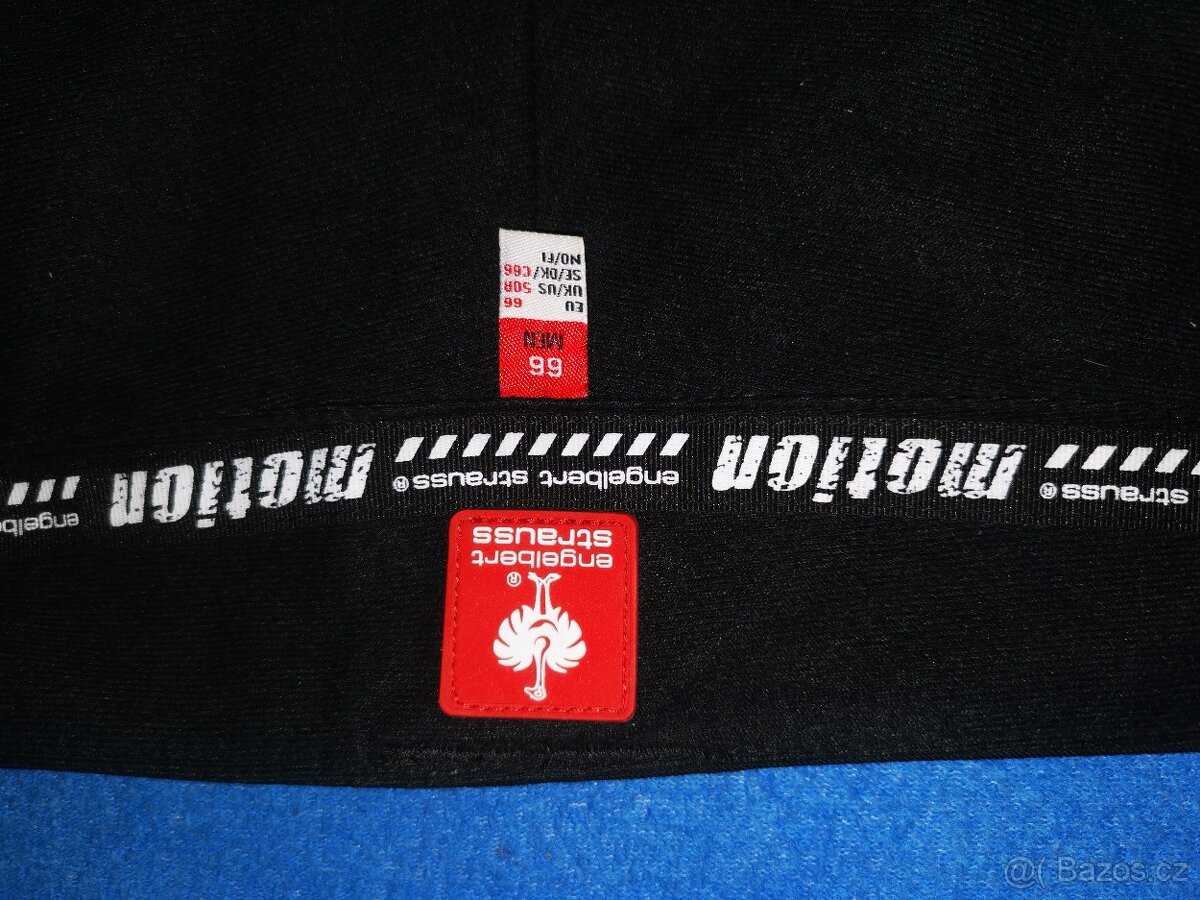 ®
engelbert
strauss
strauss® motion engelbert strauss® motion engelbe
66
MEN
EU 66
UK/US 50R
SE/DK/ C66
NO/FI
@( Bazos.cz